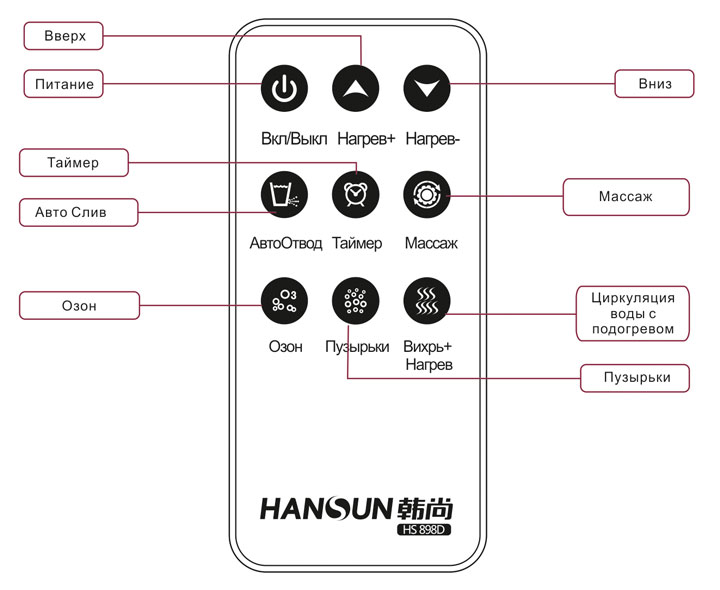 Вверх
Питание
Вниз
Вкл/Выкл Нагрев+ Нагрев-
Таймер
Массаж
Авто Слив
АвтоОтвод Таймер Массаж
O3
Озон
Циркуляция
воды с
подогревом
Озон Пузырьки Вихрь+
Нагрев
Пузырьки
HANSUN 韩尚
HS 898D